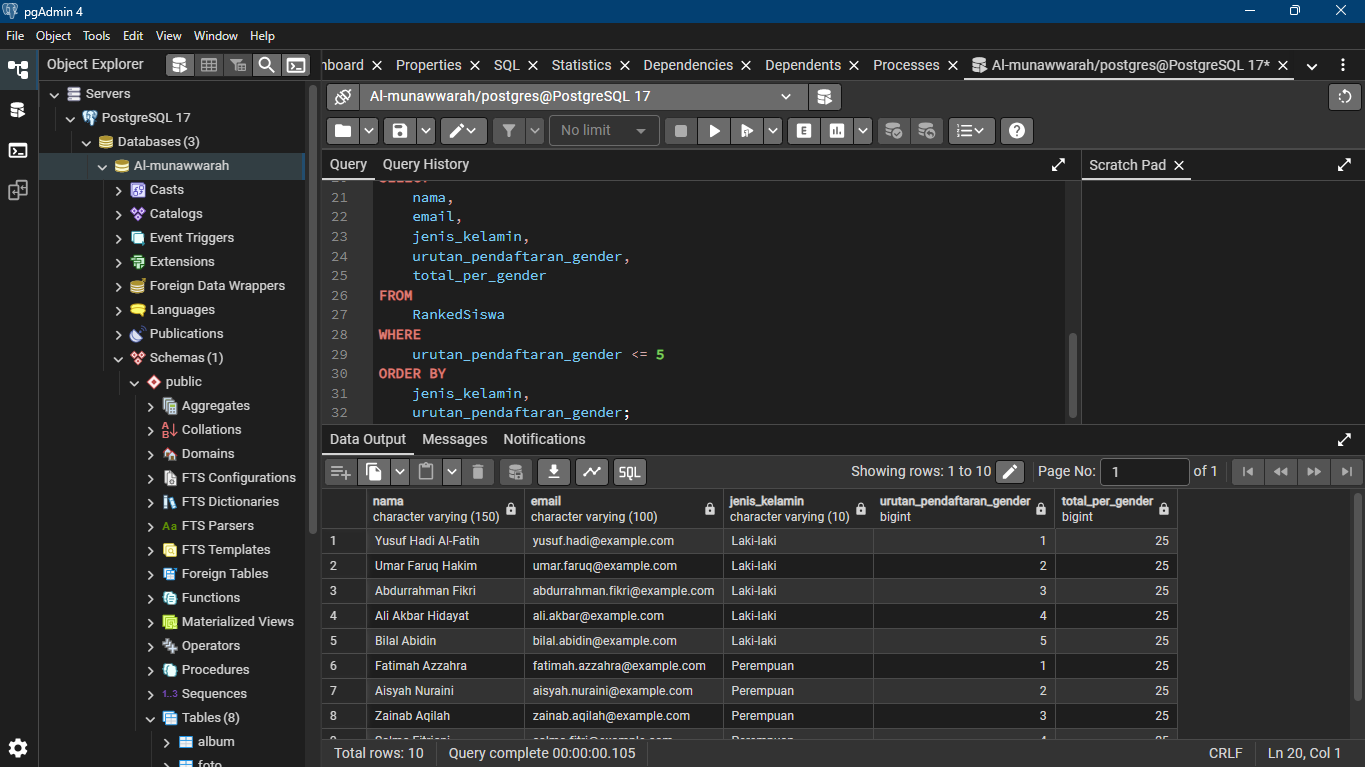 pgAdmin 4
File Object Tools Edit View Window Help
Object Explorer
Servers
PostgreSQL 17
Databases (3)
Al-munawwarah
Casts
Catalogs
Event Triggers
Extensions
Foreign Data Wrappers
Languages
Publications
Schemas (1)
public
Aggregates
Collations
Domains
FTS Configurations
FTS Dictionaries
FTS Parsers
FTS Templates
Foreign Tables
Functions
Materialized Views
Operators
Procedures
1..3 Sequences
Tables (8)
album
foto
nboard Properties SQL Statistics Dependencies Dependents Processes Al-munawwarah/postgres@PostgreSQL 17*
Al-munawwarah/postgres@PostgreSQL 17
No limit
Query Query History
Scratch Pad
21 nama,
22 email,
23 jenis_kelamin,
24 urutan_pendaftaran_gender,
25 total_per_gender
26 FROM
27 RankedSiswa
28 WHERE
29 urutan_pendaftaran_gender <= 5
30 ORDER BY
31 jenis_kelamin,
32 urutan_pendaftaran_gender;
Data Output Messages Notifications
SQL Showing rows: 1 to 10 Page No: 1 of 1
nama email jenis_kelamin urutan_pendaftaran_gender total_per_gender
character varying (150) character varying (100) character varying (10) bigint bigint
1 Yusuf Hadi Al-Fatih yusuf.hadi@example.com Laki-laki 1 25
2 Umar Faruq Hakim umar.faruq@example.com Laki-laki 2 25
3 Abdurrahman Fikri abdurrahman.fikri@example.com Laki-laki 3 25
4 Ali Akbar Hidayat ali.akbar@example.com Laki-laki 4 25
5 Bilal Abidin bilal.abidin@example.com Laki-laki 5 25
6 Fatimah Azzahra fatimah.azzahra@example.com Perempuan 1 25
7 Aisyah Nuraini aisyah.nuraini@example.com Perempuan 2 25
8 Zainab Aqilah zainab.aqilah@example.com Perempuan 3 25
Total rows: 10 Query complete 00:00:00.105 CRLF Ln 20, Col 1